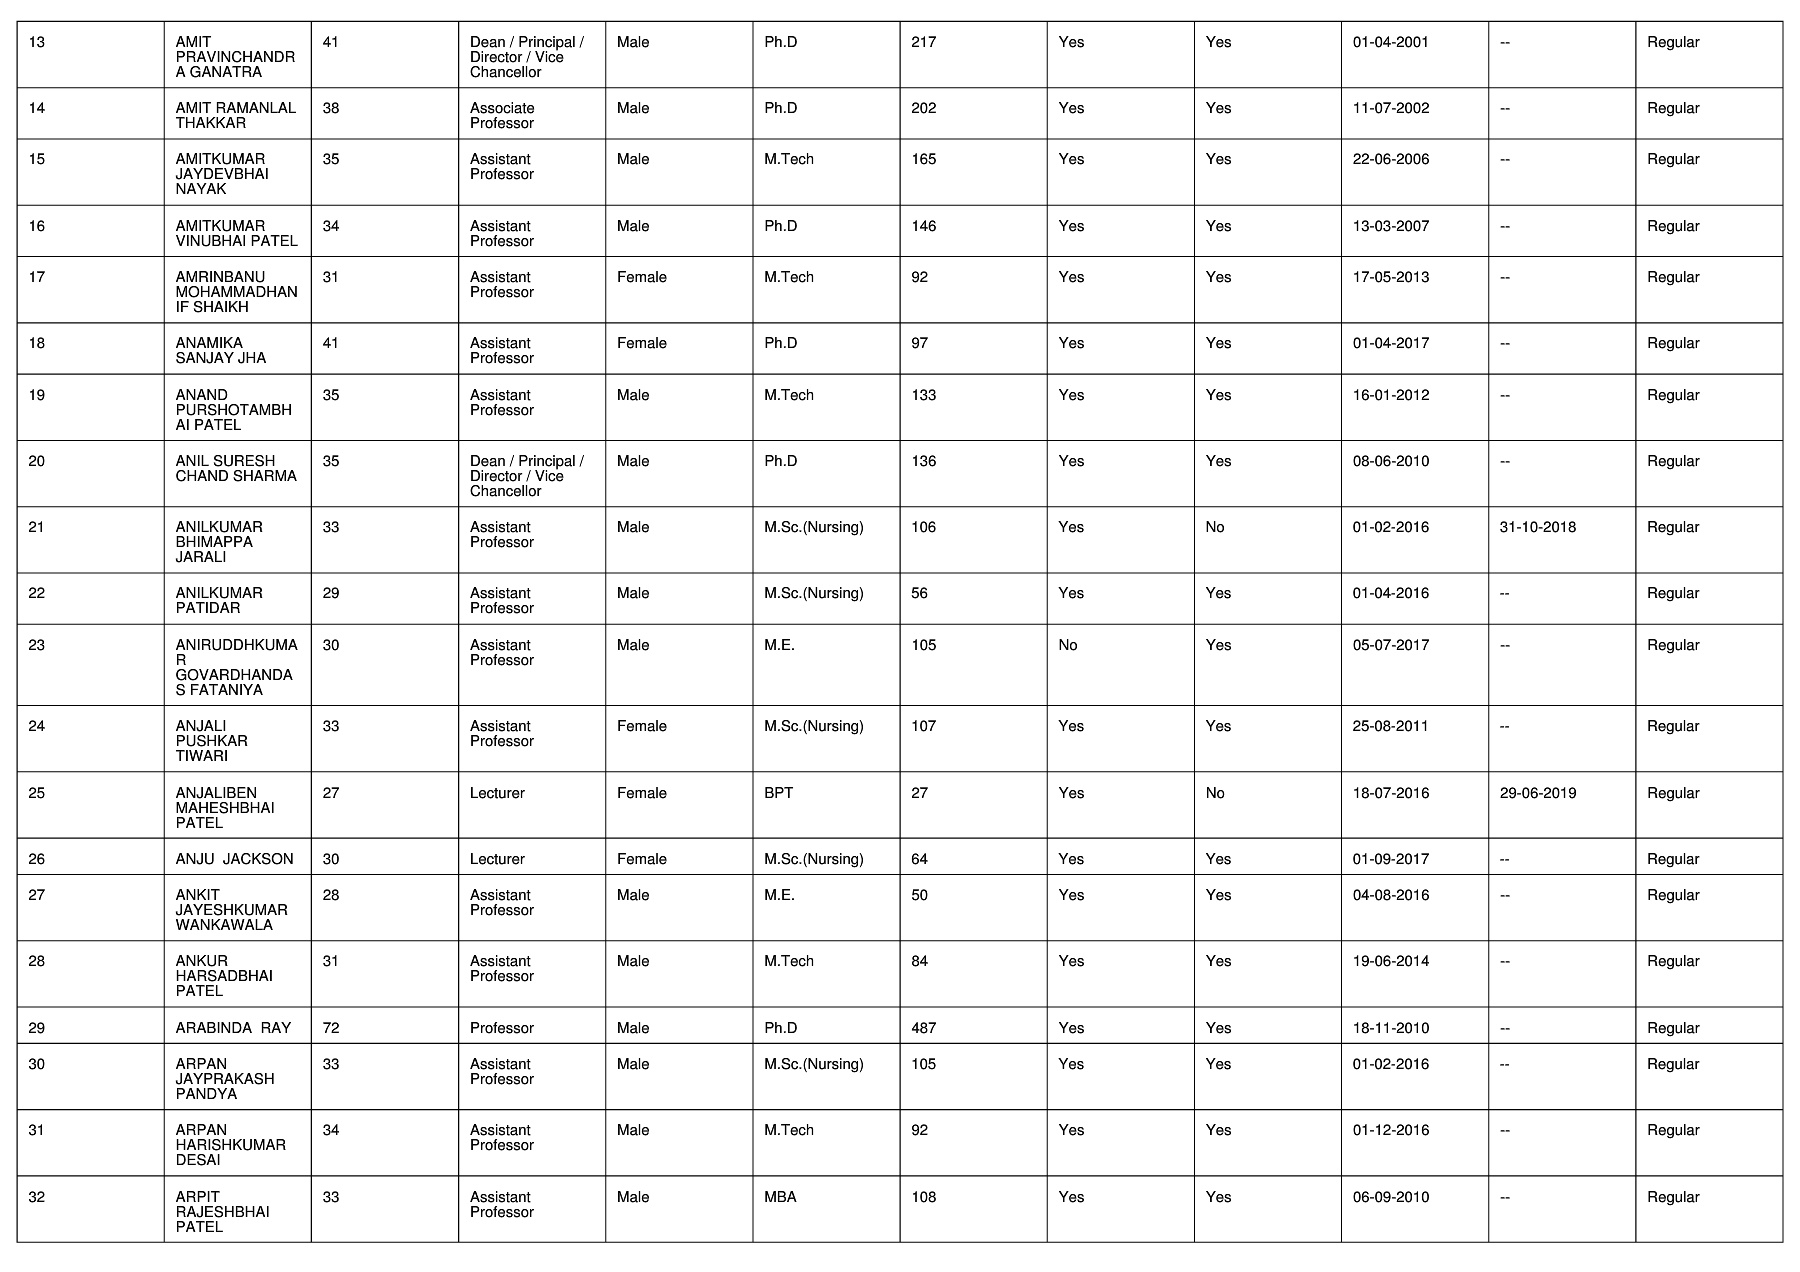 13 AMIT PRAVINCHANDR A GANATRA 41 Dean / Principal / Director / Vice Chancellor Male Ph.D 217 Yes Yes 01-04-2001 -- Regular
14 AMIT RAMANLAL THAKKAR 38 Associate Professor Male Ph.D 202 Yes Yes 11-07-2002 -- Regular
15 AMITKUMAR JAYDEVBHAI NAYAK 35 Assistant Professor Male M.Tech 165 Yes Yes 22-06-2006 -- Regular
16 AMITKUMAR VINUBHAI PATEL 34 Assistant Professor Male Ph.D 146 Yes Yes 13-03-2007 -- Regular
17 AMRINBANU MOHAMMADHAN IF SHAIKH 31 Assistant Professor Female M.Tech 92 Yes Yes 17-05-2013 -- Regular
18 ANAMIKA SANJAY JHA 41 Assistant Professor Female Ph.D 97 Yes Yes 01-04-2017 -- Regular
19 ANAND PURSHOTAMBH AI PATEL 35 Assistant Professor Male M.Tech 133 Yes Yes 16-01-2012 -- Regular
20 ANIL SURESH CHAND SHARMA 35 Dean / Principal / Director / Vice Chancellor Male Ph.D 136 Yes Yes 08-06-2010 -- Regular
21 ANILKUMAR BHIMAPPA JARALI 33 Assistant Professor Male M.Sc.(Nursing) 106 Yes No 01-02-2016 31-10-2018 Regular
22 ANILKUMAR PATIDAR 29 Assistant Professor Male M.Sc.(Nursing) 56 Yes Yes 01-04-2016 -- Regular
23 ANIRUDDHKUMA R GOVARDHANDA S FATANIYA 30 Assistant Professor Male M.E. 105 No Yes 05-07-2017 -- Regular
24 ANJALI PUSHKAR TIWARI 33 Assistant Professor Female M.Sc.(Nursing) 107 Yes Yes 25-08-2011 -- Regular
25 ANJALIBEN MAHESHBHAI PATEL 27 Lecturer Female BPT 27 Yes No 18-07-2016 29-06-2019 Regular
26 ANJU JACKSON 30 Lecturer Female M.Sc.(Nursing) 64 Yes Yes 01-09-2017 -- Regular
27 ANKIT JAYESHKUMAR WANKAWALA 28 Assistant Professor Male M.E. 50 Yes Yes 04-08-2016 -- Regular
28 ANKUR HARSADBHAI PATEL 31 Assistant Professor Male M.Tech 84 Yes Yes 19-06-2014 -- Regular
29 ARABINDA RAY 72 Professor Male Ph.D 487 Yes Yes 18-11-2010 -- Regular
30 ARPAN JAYPRAKASH PANDYA 33 Assistant Professor Male M.Sc.(Nursing) 105 Yes Yes 01-02-2016 -- Regular
31 ARPAN HARISHKUMAR DESAI 34 Assistant Professor Male M.Tech 92 Yes Yes 01-12-2016 -- Regular
32 ARPIT RAJESHBHAI PATEL 33 Assistant Professor Male MBA 108 Yes Yes 06-09-2010 -- Regular